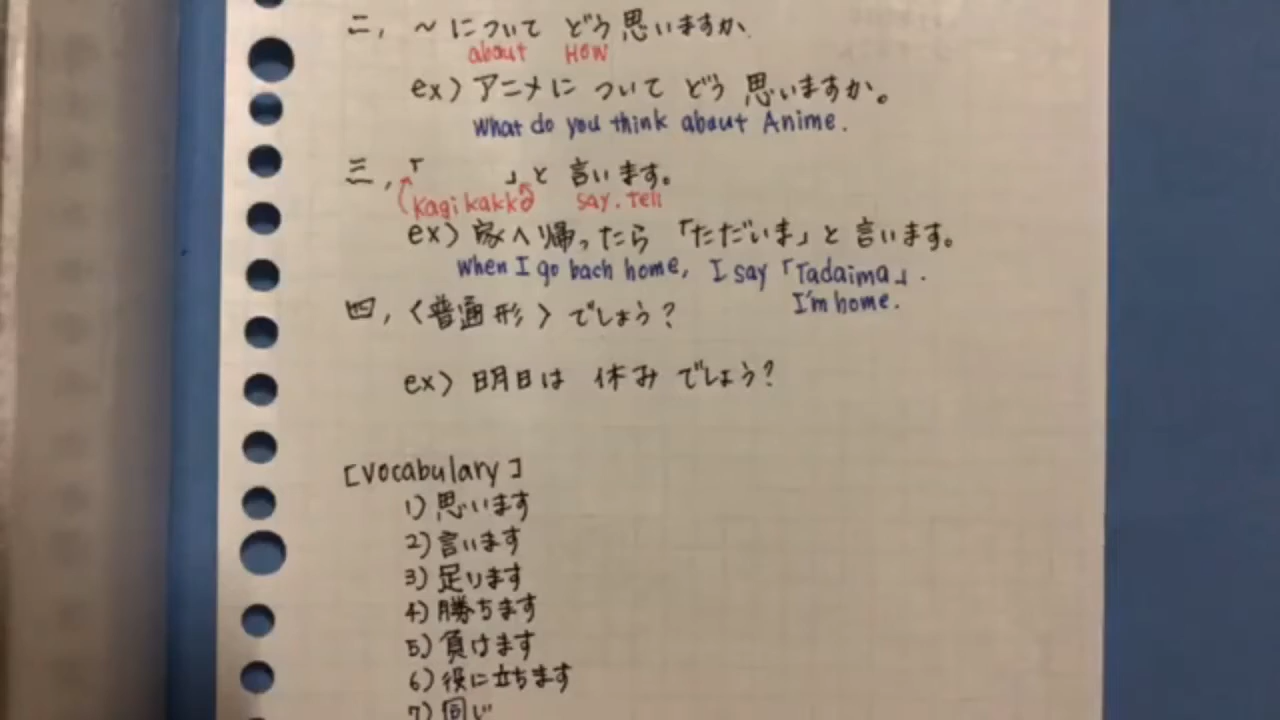 二, ～について どう思いますか、
about How
ex) アニメに ついて どう 思いますか。
What do you think about Anime.
三,「 」と 言います。
Kagi kakko say. Tell
ex) 家へ帰ったら 「ただいま」と 言います。
When I go bach home, I say「Tadaima」.
I'm home.
四,〈普通形〉でしょう?
ex) 明日は 休み でしょう?
[Vocabulary]
1) 思います
2) 言います
3) 足ります
4) 勝ちます
5) 負けます
6) 役に立ちます
7) 同じ